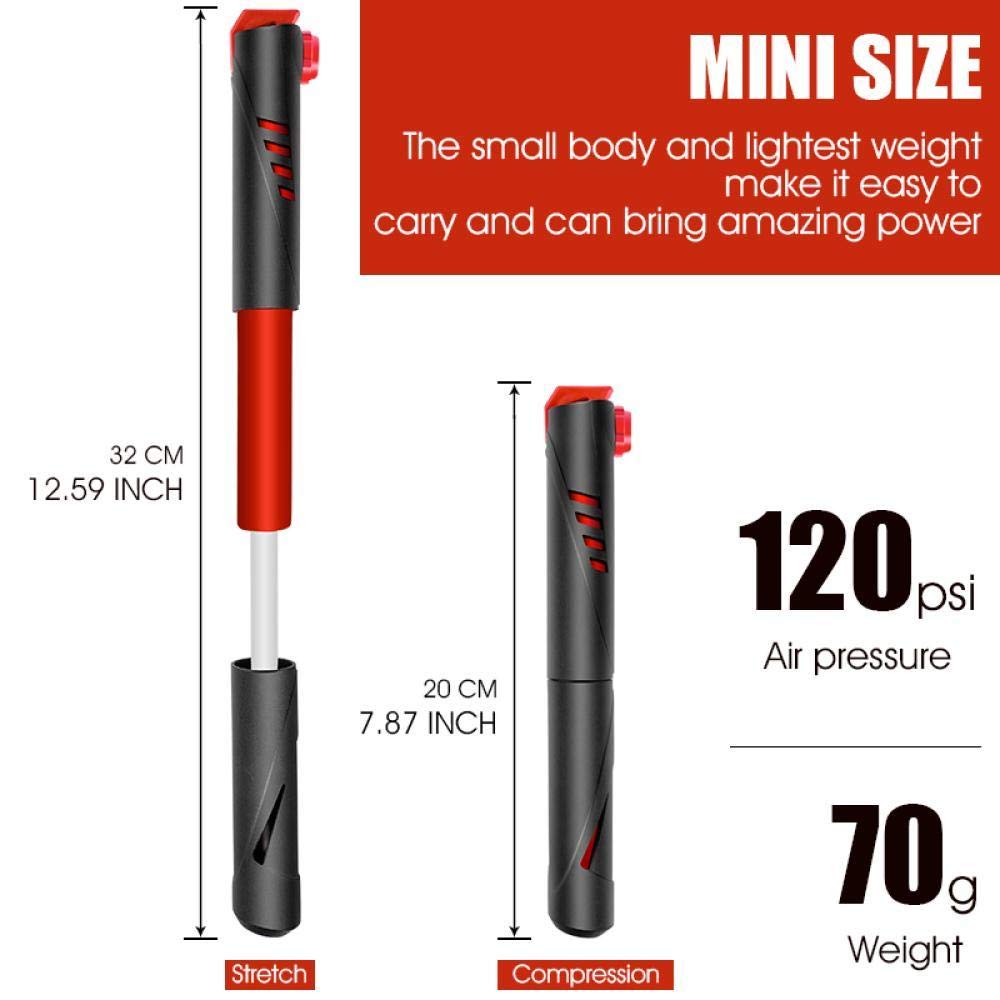 MINI SIZE
The small body and lightest weight
make it easy to
carry and can bring amazing power
32 CM
12.59 INCH
20 CM
7.87 INCH
120psi
Air pressure
70g
Weight
Stretch
Compression